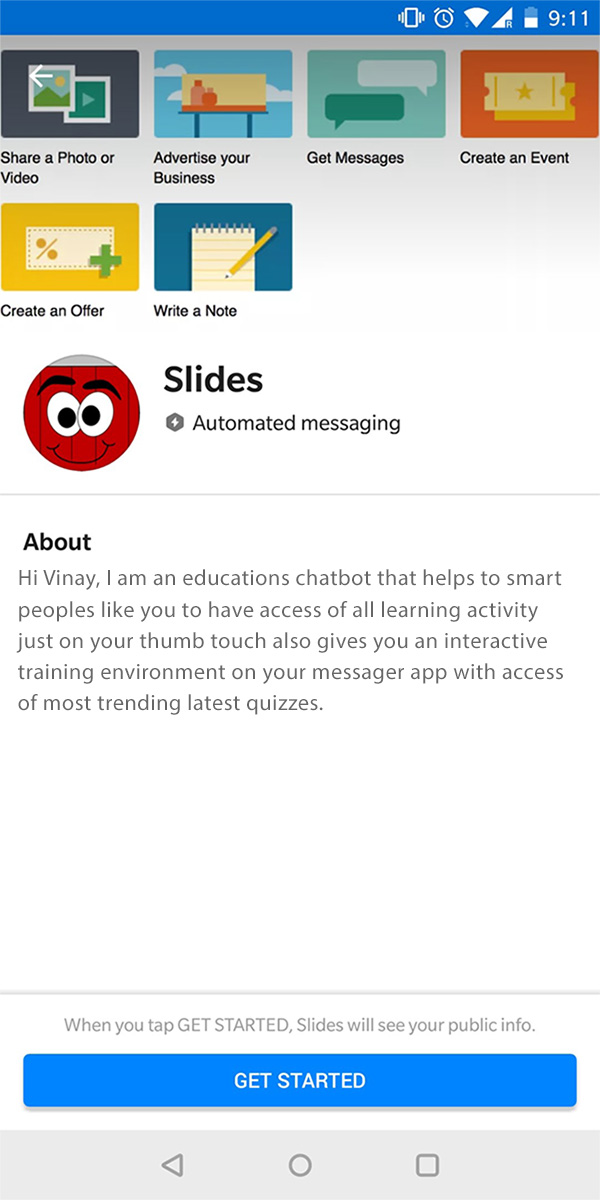 9:11
Share a Photo or
Video
Advertise your
Business
Get Messages
Create an Event
Create an Offer
Write a Note
Slides
Automated messaging
About
Hi Vinay, I am an educations chatbot that helps to smart
peoples like you to have access of all learning activity
just on your thumb touch also gives you an interactive
training environment on your messager app with access
of most trending latest quizzes.
When you tap GET STARTED, Slides will see your public info.
GET STARTED